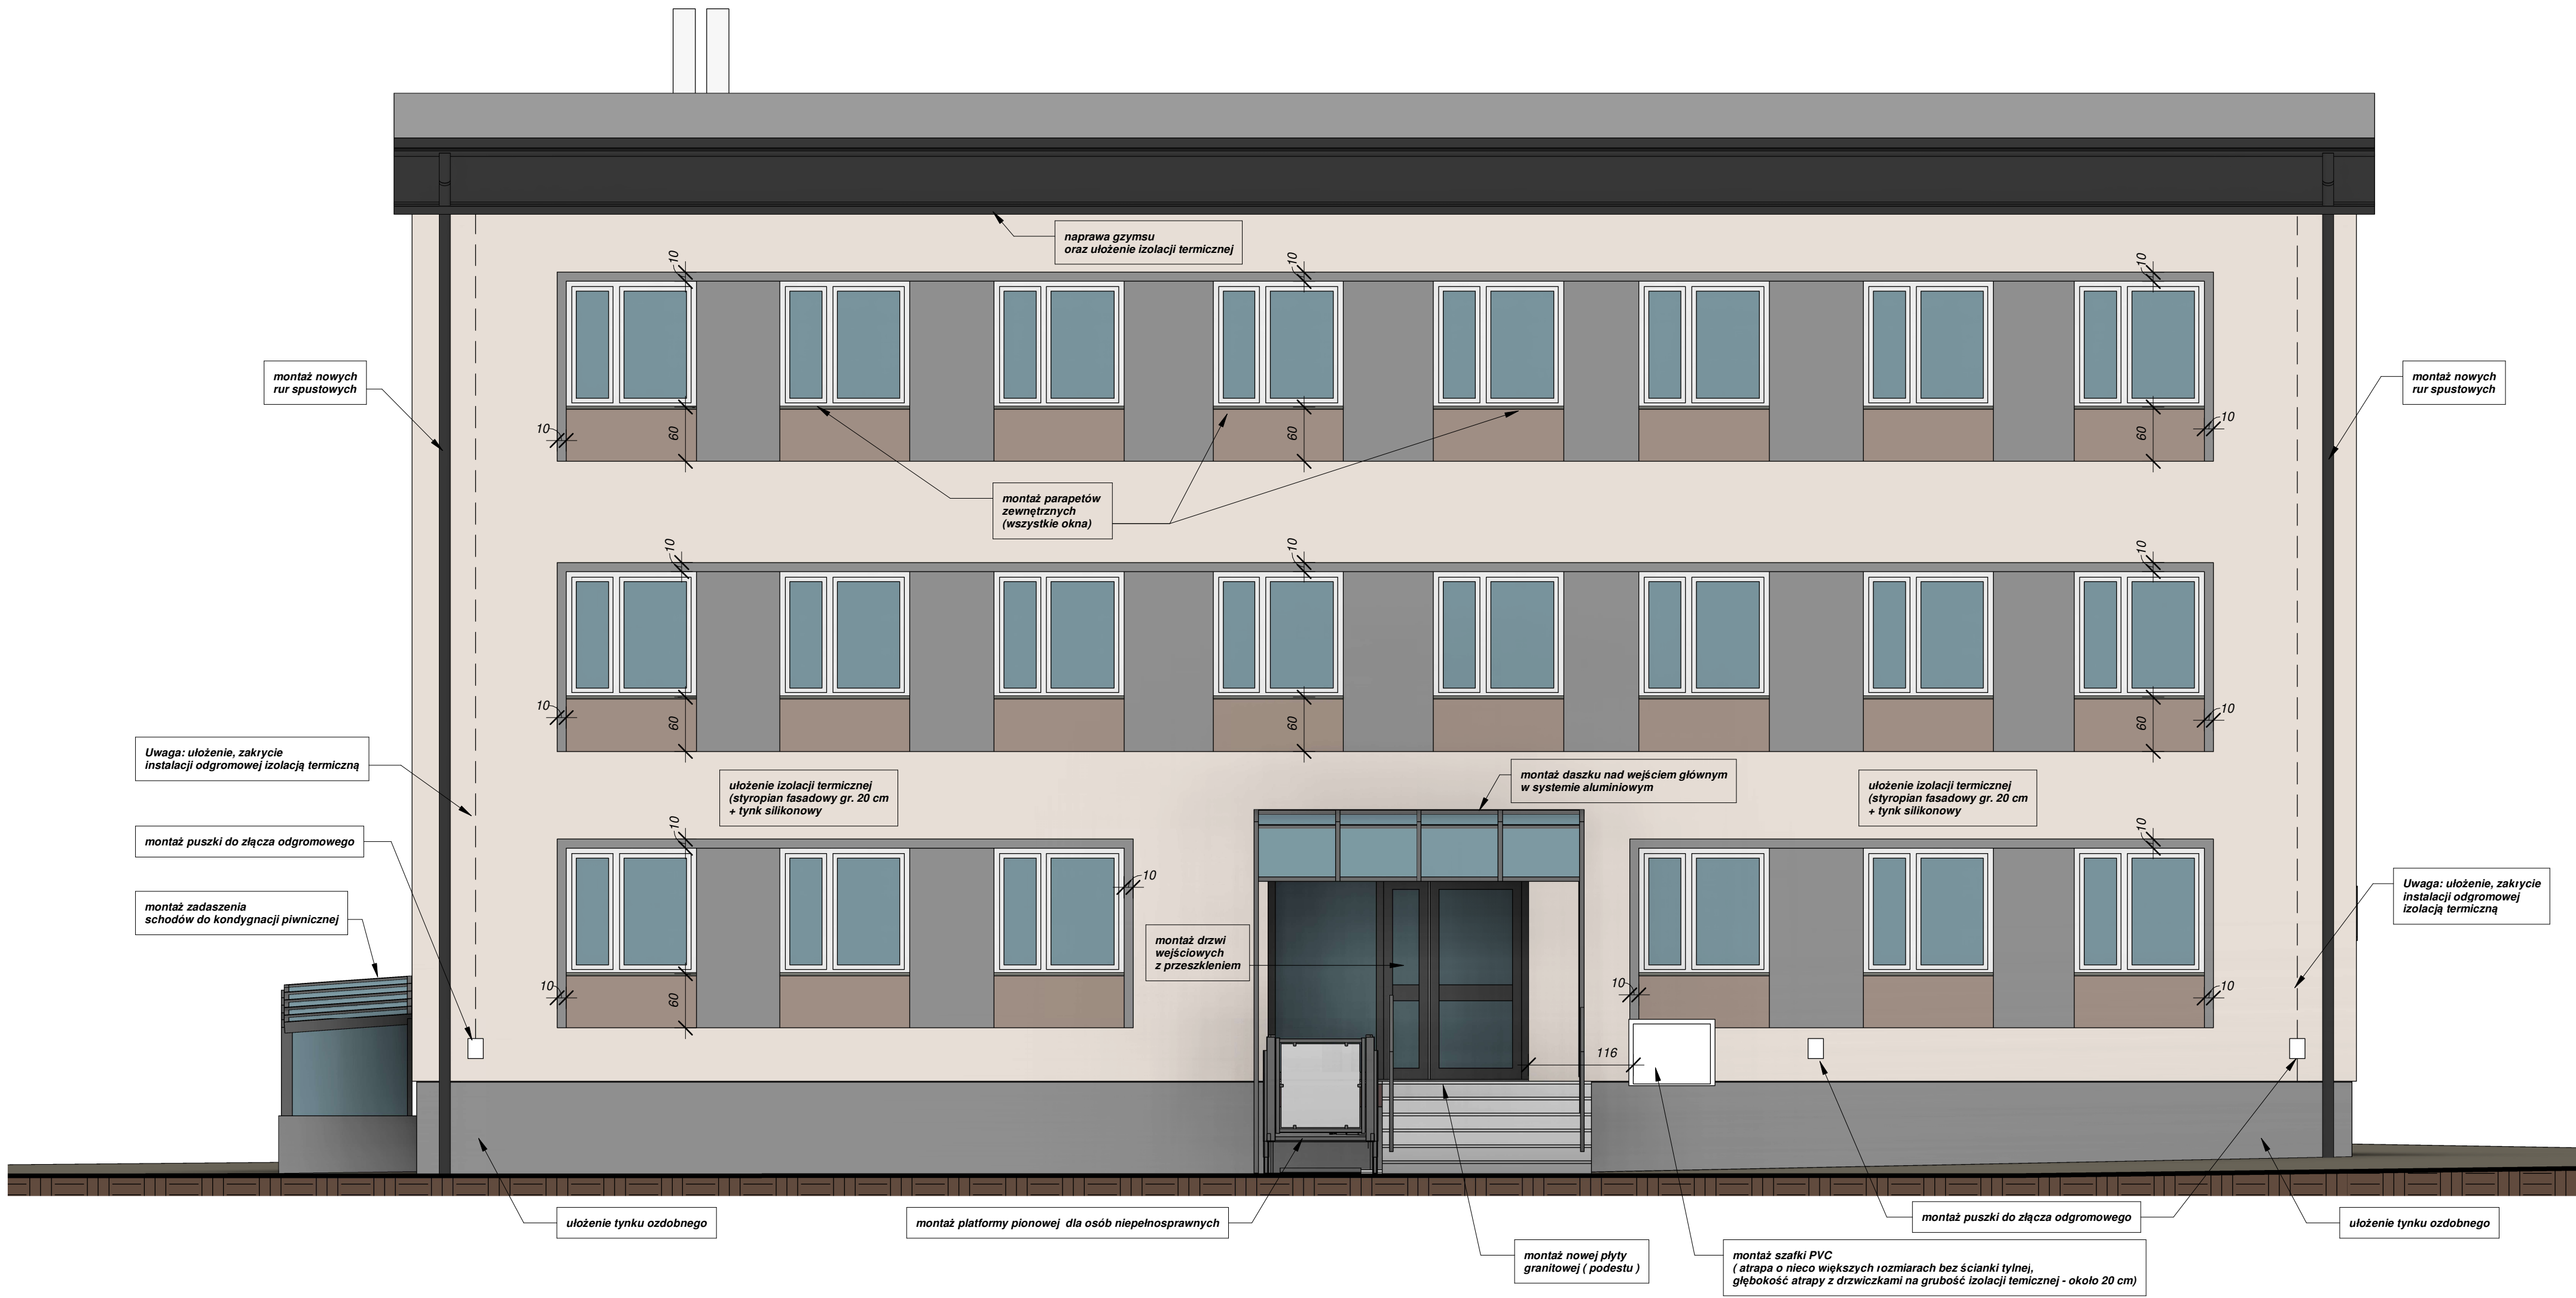 naprawa gzymsu
oraz ułożenie izolacji termicznej
10
10
10
montaż nowych
rur spustowych
montaż nowych
rur spustowych
10
60
60
60
10
montaż parapetów
zewnętrznych
(wszystkie okna)
10
10
10
10
60
60
60
10
Uwaga: ułożenie, zakrycie
instalacji odgromowej izolacją termiczną
ułożenie izolacji termicznej
(styropian fasadowy gr. 20 cm
+ tynk silikonowy
montaż daszku nad wejściem głównym
w systemie aluminiowym
ułożenie izolacji termicznej
(styropian fasadowy gr. 20 cm
+ tynk silikonowy
10
10
montaż puszki do złącza odgromowego
10
montaż zadaszenia
schodów do kondygnacji piwnicznej
Uwaga: ułożenie, zakrycie
instalacji odgromowej
izolacją termiczną
montaż drzwi
wejściowych
z przeszkleniem
10
60
10
10
116
ułożenie tynku ozdobnego
montaż platformy pionowej dla osób niepełnosprawnych
montaż puszki do złącza odgromowego
ułożenie tynku ozdobnego
montaż nowej płyty
granitowej ( podestu )
montaż szafki PVC
( atrapa o nieco większych rozmiarach bez ścianki tylnej,
głębokość atrapy z drzwiczkami na grubość izolacji temicznej - około 20 cm)